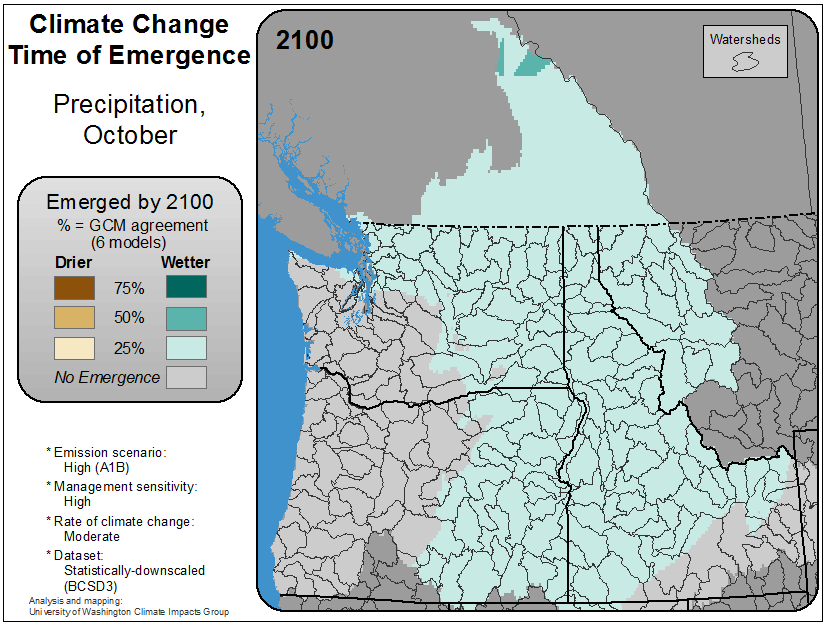 Climate Change
Time of Emergence
Precipitation,
October
Emerged by 2100
% = GCM agreement
(6 models)
Drier Wetter
75%
50%
25%
No Emergence
* Emission scenario:
High (A1B)
* Management sensitivity:
High
* Rate of climate change:
Moderate
* Dataset:
Statistically-downscaled
(BCSD3)
Analysis and mapping:
University of Washington Climate Impacts Group
2100
Watersheds